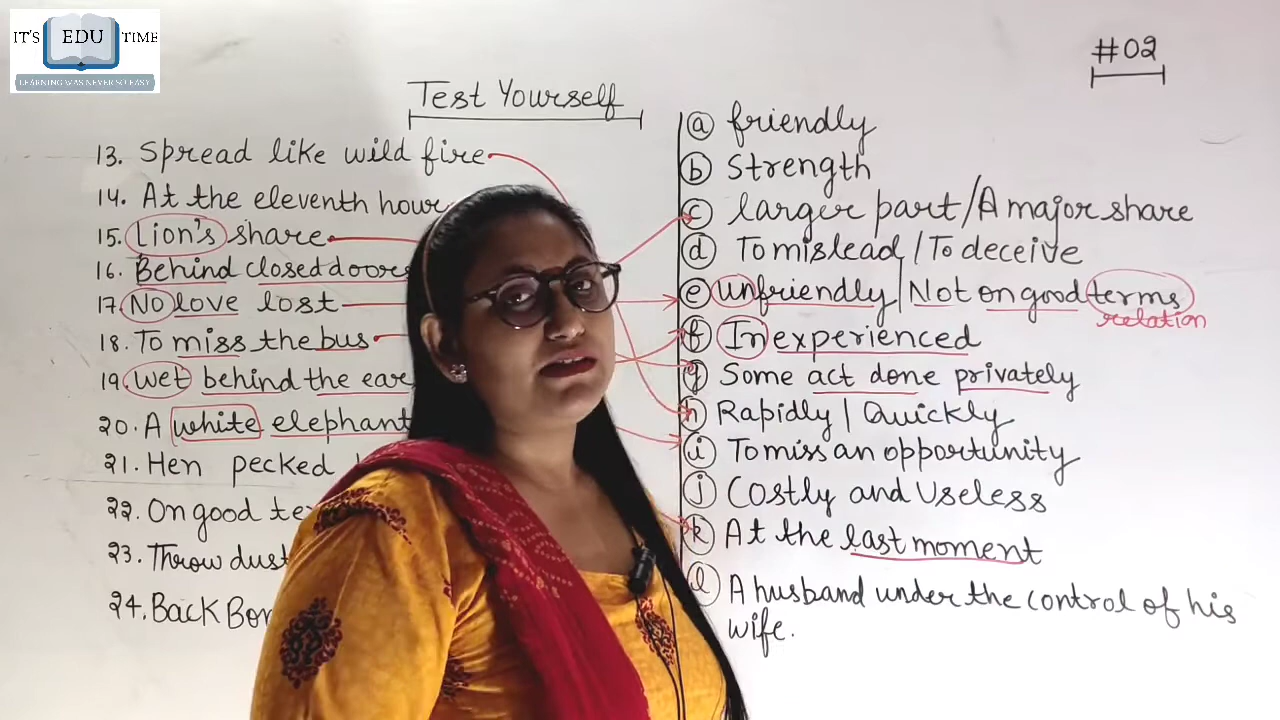 IT'S EDU TIME
LEARNING WAS NEVER SO EASY
#02
Test Yourself
13. Spread like wild fire
14. At the eleventh hour
15. Lion's share
16. Behind closed doors
17. No love lost
18. To miss the bus
19. Wet behind the ear
20. A white elephant
21. Hen pecked
22. On good te
23. Throw dust
24. Back Bon
a friendly
b Strength
c larger part/A major share
d To mislead/To deceive
e unfriendly/Not on good terms
relation
f Inexperienced
g Some act done privately
h Rapidly/Quickly
i To miss an opportunity
j Costly and Useless
k At the last moment
l A husband under the control of his
wife.